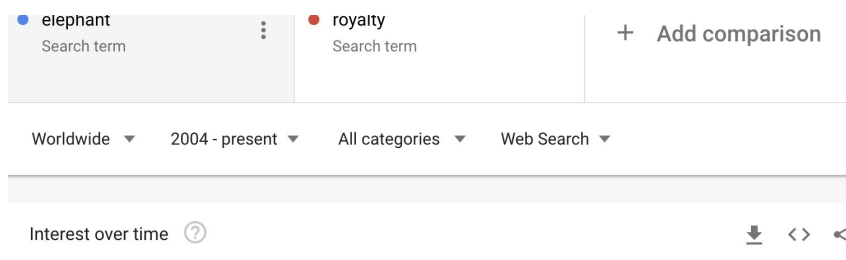 elephant
Search term
royalty
Search term
+ Add comparison
Worldwide
2004 - present
All categories
Web Search
Interest over time